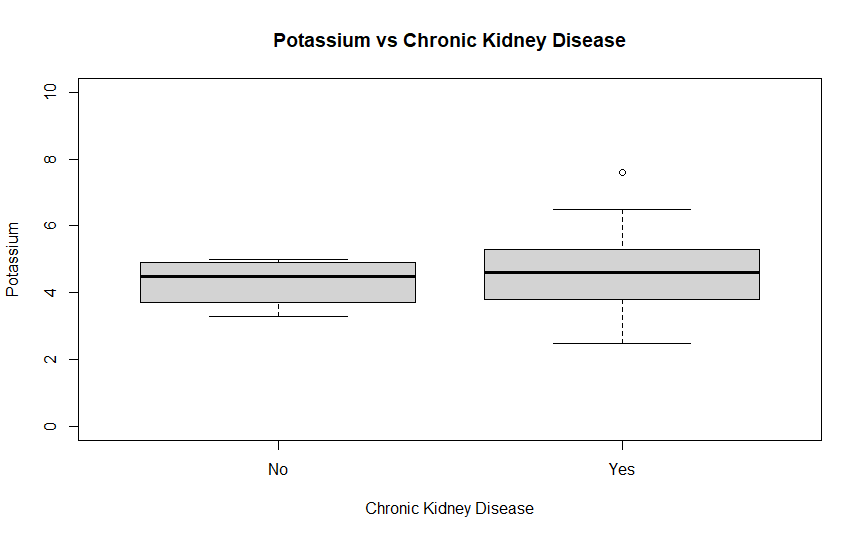 Potassium vs Chronic Kidney Disease
Potassium
10
8
6
4
2
0
No
Yes
Chronic Kidney Disease